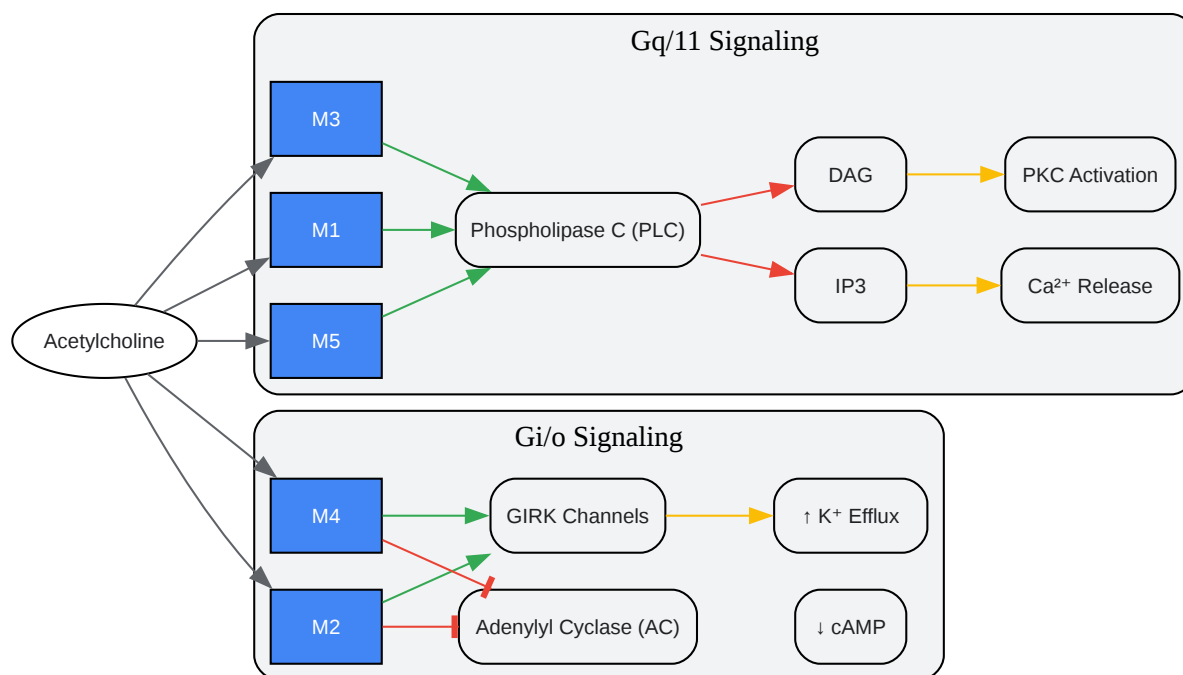 Gq/11 Signaling
M3
M1
M5
Phospholipase C (PLC)
DAG
PKC Activation
IP3
Ca²⁺ Release
Acetylcholine
Gi/o Signaling
M4
GIRK Channels
↑ K⁺ Efflux
M2
Adenylyl Cyclase (AC)
↓ cAMP